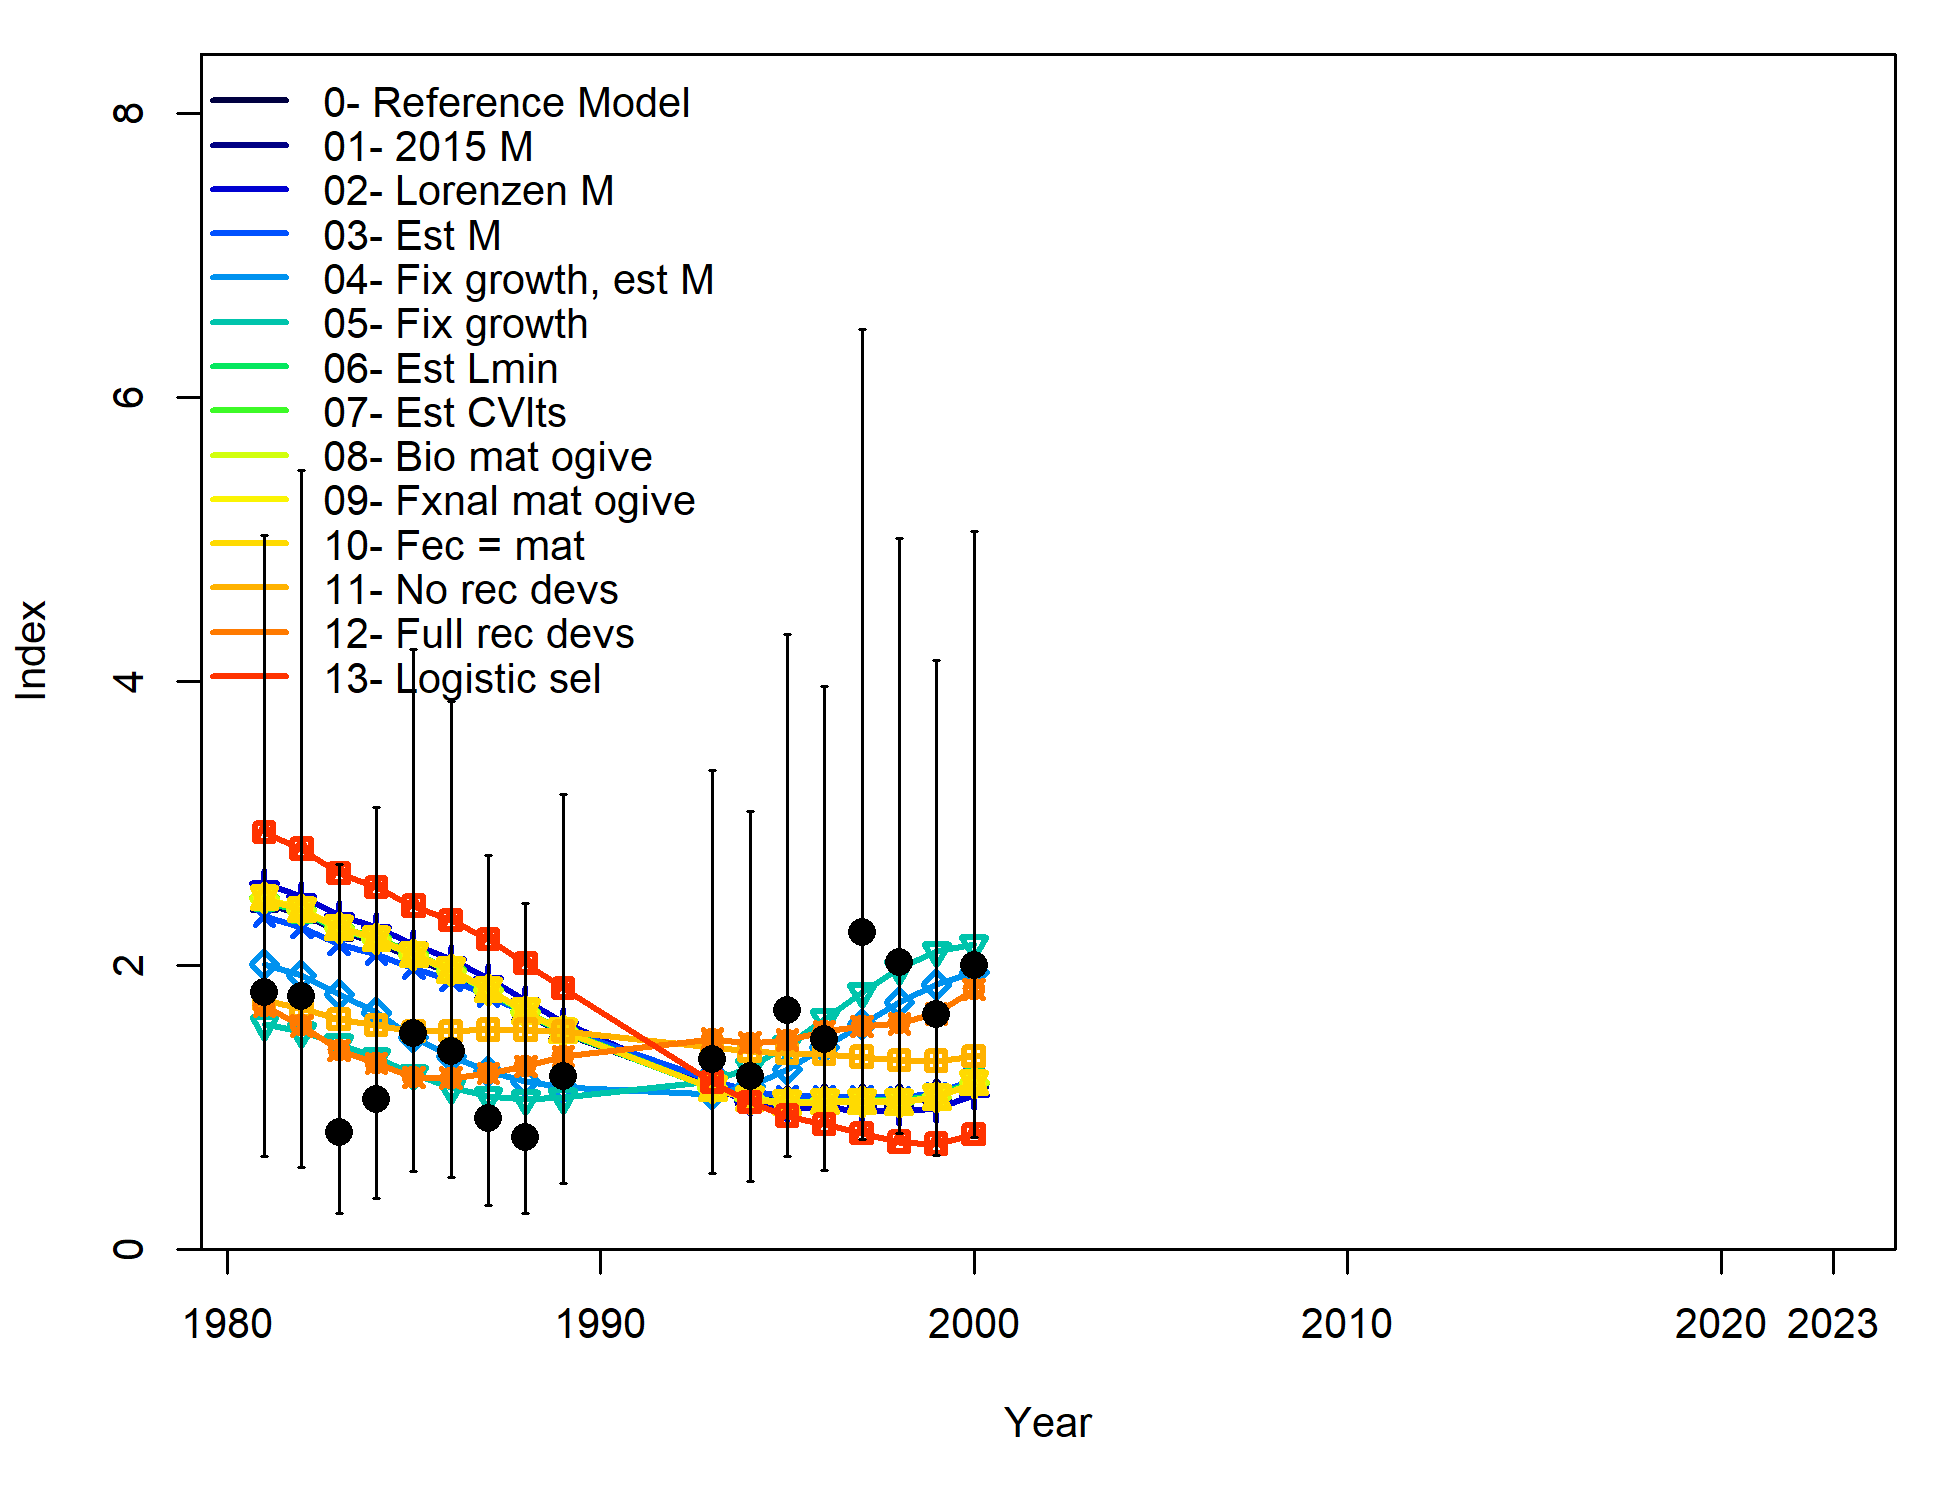 8
6
4
2
0
Index
0- Reference Model
01- 2015 M
02- Lorenzen M
03- Est M
04- Fix growth, est M
05- Fix growth
06- Est Lmin
07- Est CVlts
08- Bio mat ogive
09- Fxnal mat ogive
10- Fec = mat
11- No rec devs
12- Full rec devs
13- Logistic sel
1980 1990 2000 2010 2020 2023
Year